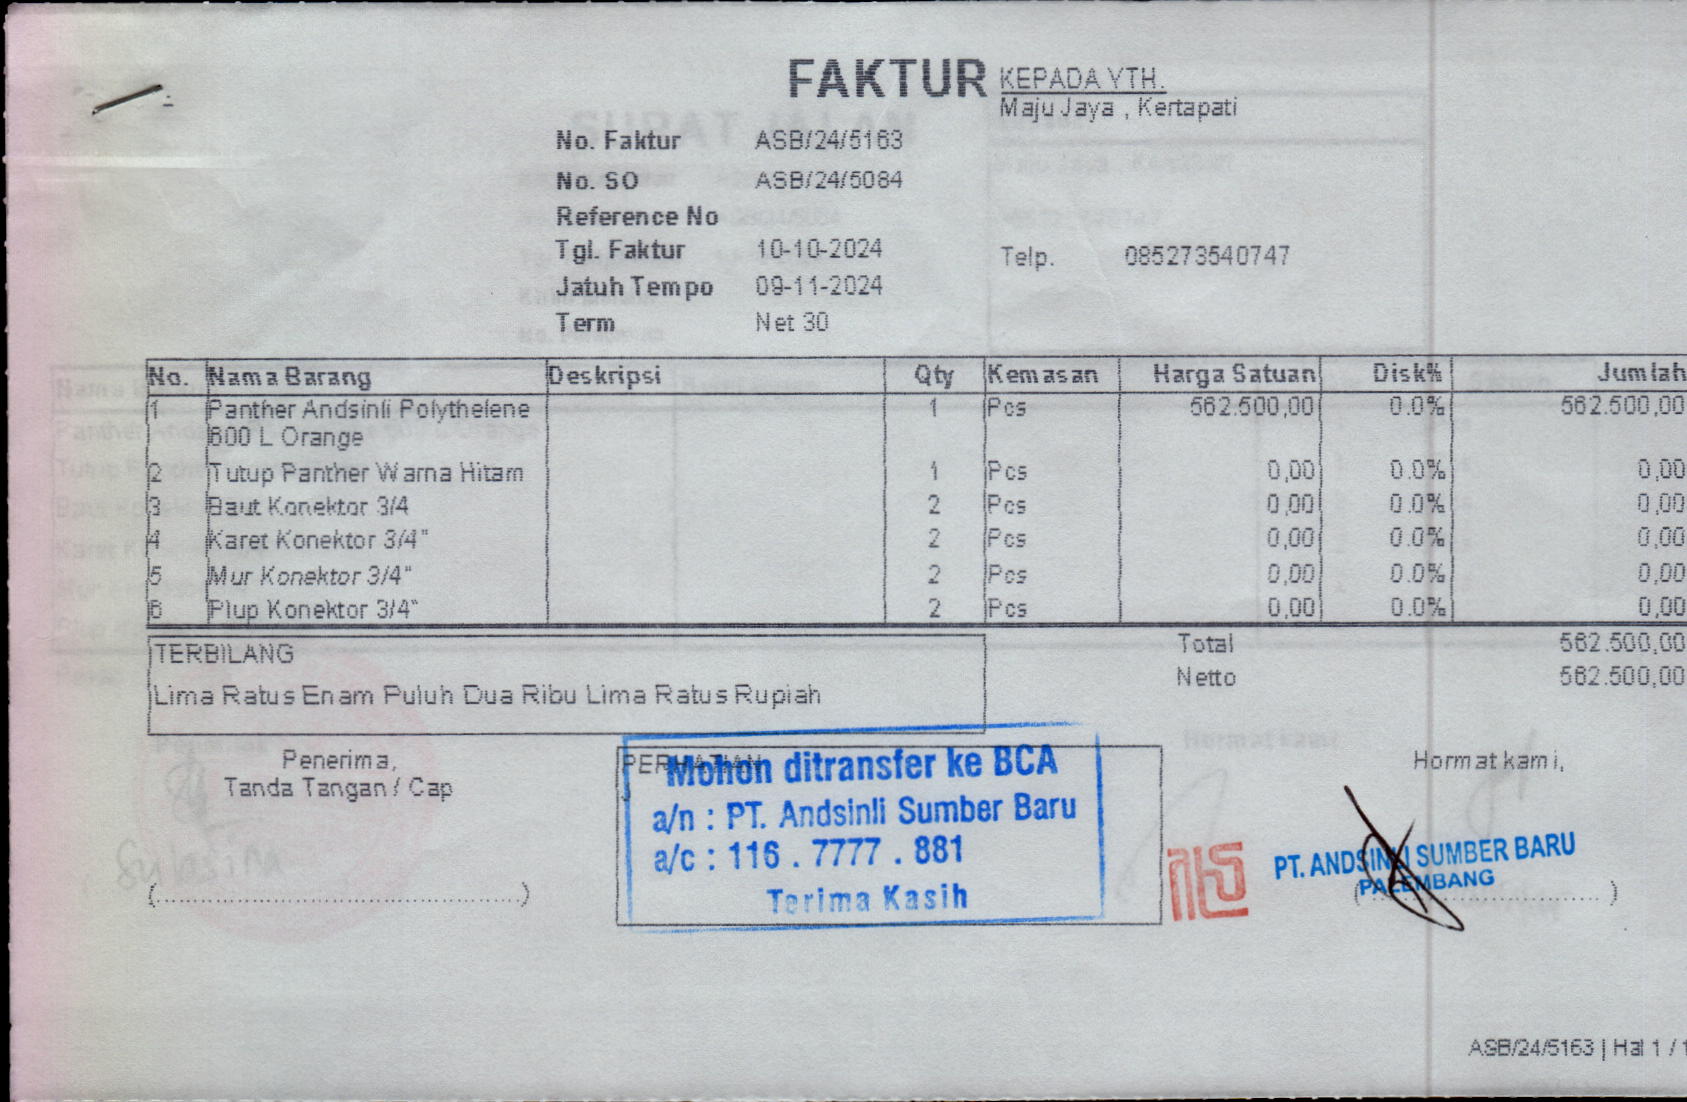 FAKTUR
KEPADA YTH.
Maju Jaya , Kertapati
No. Faktur ASB/24/5163
No. SO ASB/24/5084
Reference No
Tgl. Faktur 10-10-2024
Telp. 085273540747
Jatuh Tempo 09-11-2024
Term Net 30
No. Nama Barang Deskripsi Qty Kemasan Harga Satuan Disk% Jumlah
1 Panther Andsinli Polythelene 1 Pcs 562.500,00 0.0% 562.500,00
600 L Orange
2 Tutup Panther Warna Hitam 1 Pcs 0,00 0.0% 0,00
3 Baut Konektor 3/4 2 Pcs 0,00 0.0% 0,00
4 Karet Konektor 3/4" 2 Pcs 0,00 0.0% 0,00
5 Mur Konektor 3/4" 2 Pcs 0,00 0.0% 0,00
6 Plup Konektor 3/4" 2 Pcs 0,00 0.0% 0,00
TERBILANG
Lima Ratus Enam Puluh Dua Ribu Lima Ratus Rupiah
Total 562.500,00
Netto 562.500,00
Penerima,
Tanda Tangan / Cap
(........................................)
PERHATIAN
Mohon ditransfer ke BCA
a/n : PT. Andsinli Sumber Baru
a/c : 116 . 7777 . 881
Terima Kasih
Hormat kami,
PT. ANDSINLI SUMBER BARU
PALEMBANG
(..............................)
ASB/24/5163 | Hal 1 / 1